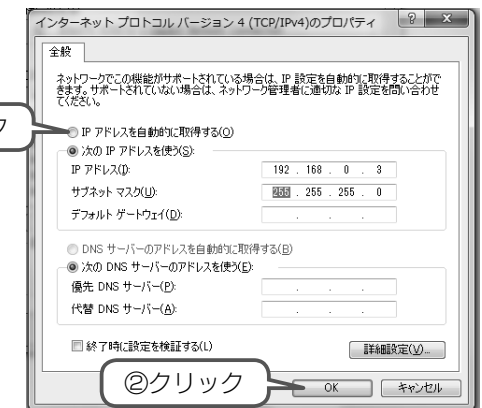 インターネット プロトコル バージョン 4 (TCP/IPv4)のプロパティ
全般
ネットワークでこの機能がサポートされている場合は、IP 設定を自動的に取得することがで
きます。サポートされていない場合は、ネットワーク管理者に適切な IP 設定を問い合わせ
てください。
ク
IP アドレスを自動的に取得する(O)
次の IP アドレスを使う(S):
IP アドレス(I): 192 . 168 . 0 . 3
サブネット マスク(U): 255 . 255 . 255 . 0
デフォルト ゲートウェイ(D): . . .
DNS サーバーのアドレスを自動的に取得する(B)
次の DNS サーバーのアドレスを使う(E):
優先 DNS サーバー(P): . . .
代替 DNS サーバー(A): . . .
終了時に設定を検証する(L)
詳細設定(V)...
②クリック
OK キャンセル